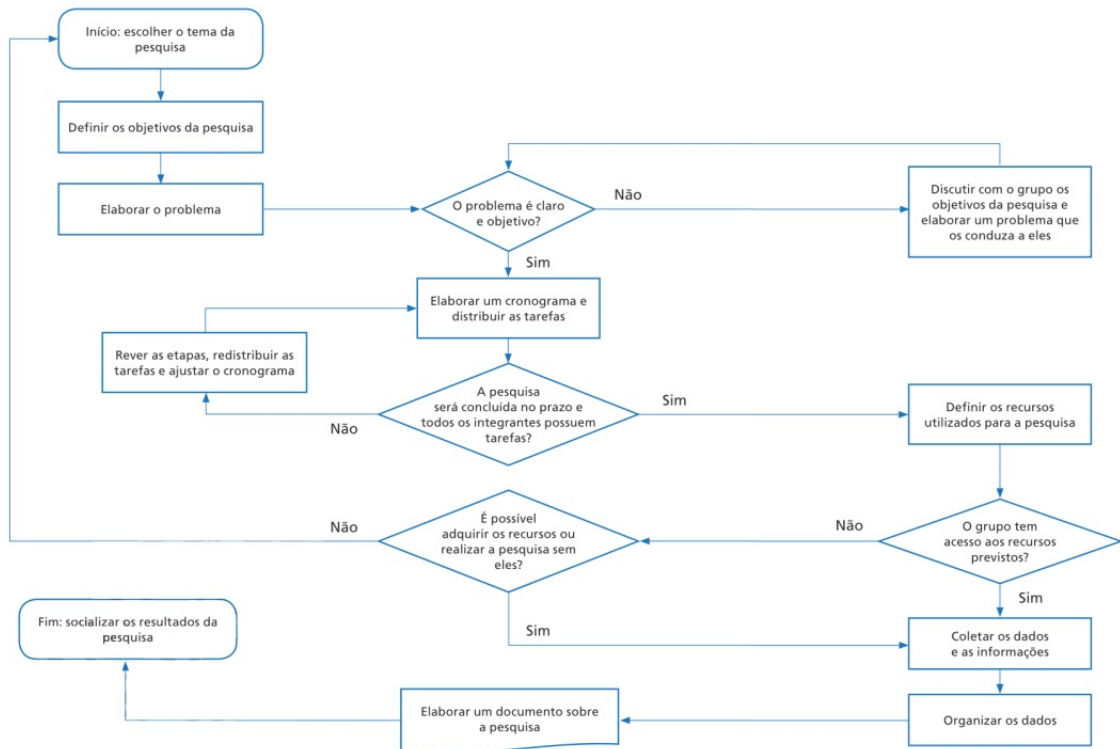 Início: escolher o tema da
pesquisa
Definir os objetivos da pesquisa
Elaborar o problema
O problema é claro
e objetivo?
Não
Discutir com o grupo os
objetivos da pesquisa e
elaborar um problema que
os conduza a eles
Sim
Elaborar um cronograma e
distribuir as tarefas
Rever as etapas, redistribuir as
tarefas e ajustar o cronograma
A pesquisa
será concluída no prazo e
todos os integrantes possuem
tarefas?
Não
Sim
Definir os recursos
utilizados para a pesquisa
O grupo tem
acesso aos recursos
previstos?
Não
É possível
adquirir os recursos ou
realizar a pesquisa sem
eles?
Não
Sim
Sim
Coletar os dados
e as informações
Organizar os dados
Elaborar um documento sobre
a pesquisa
Fim: socializar os resultados da
pesquisa